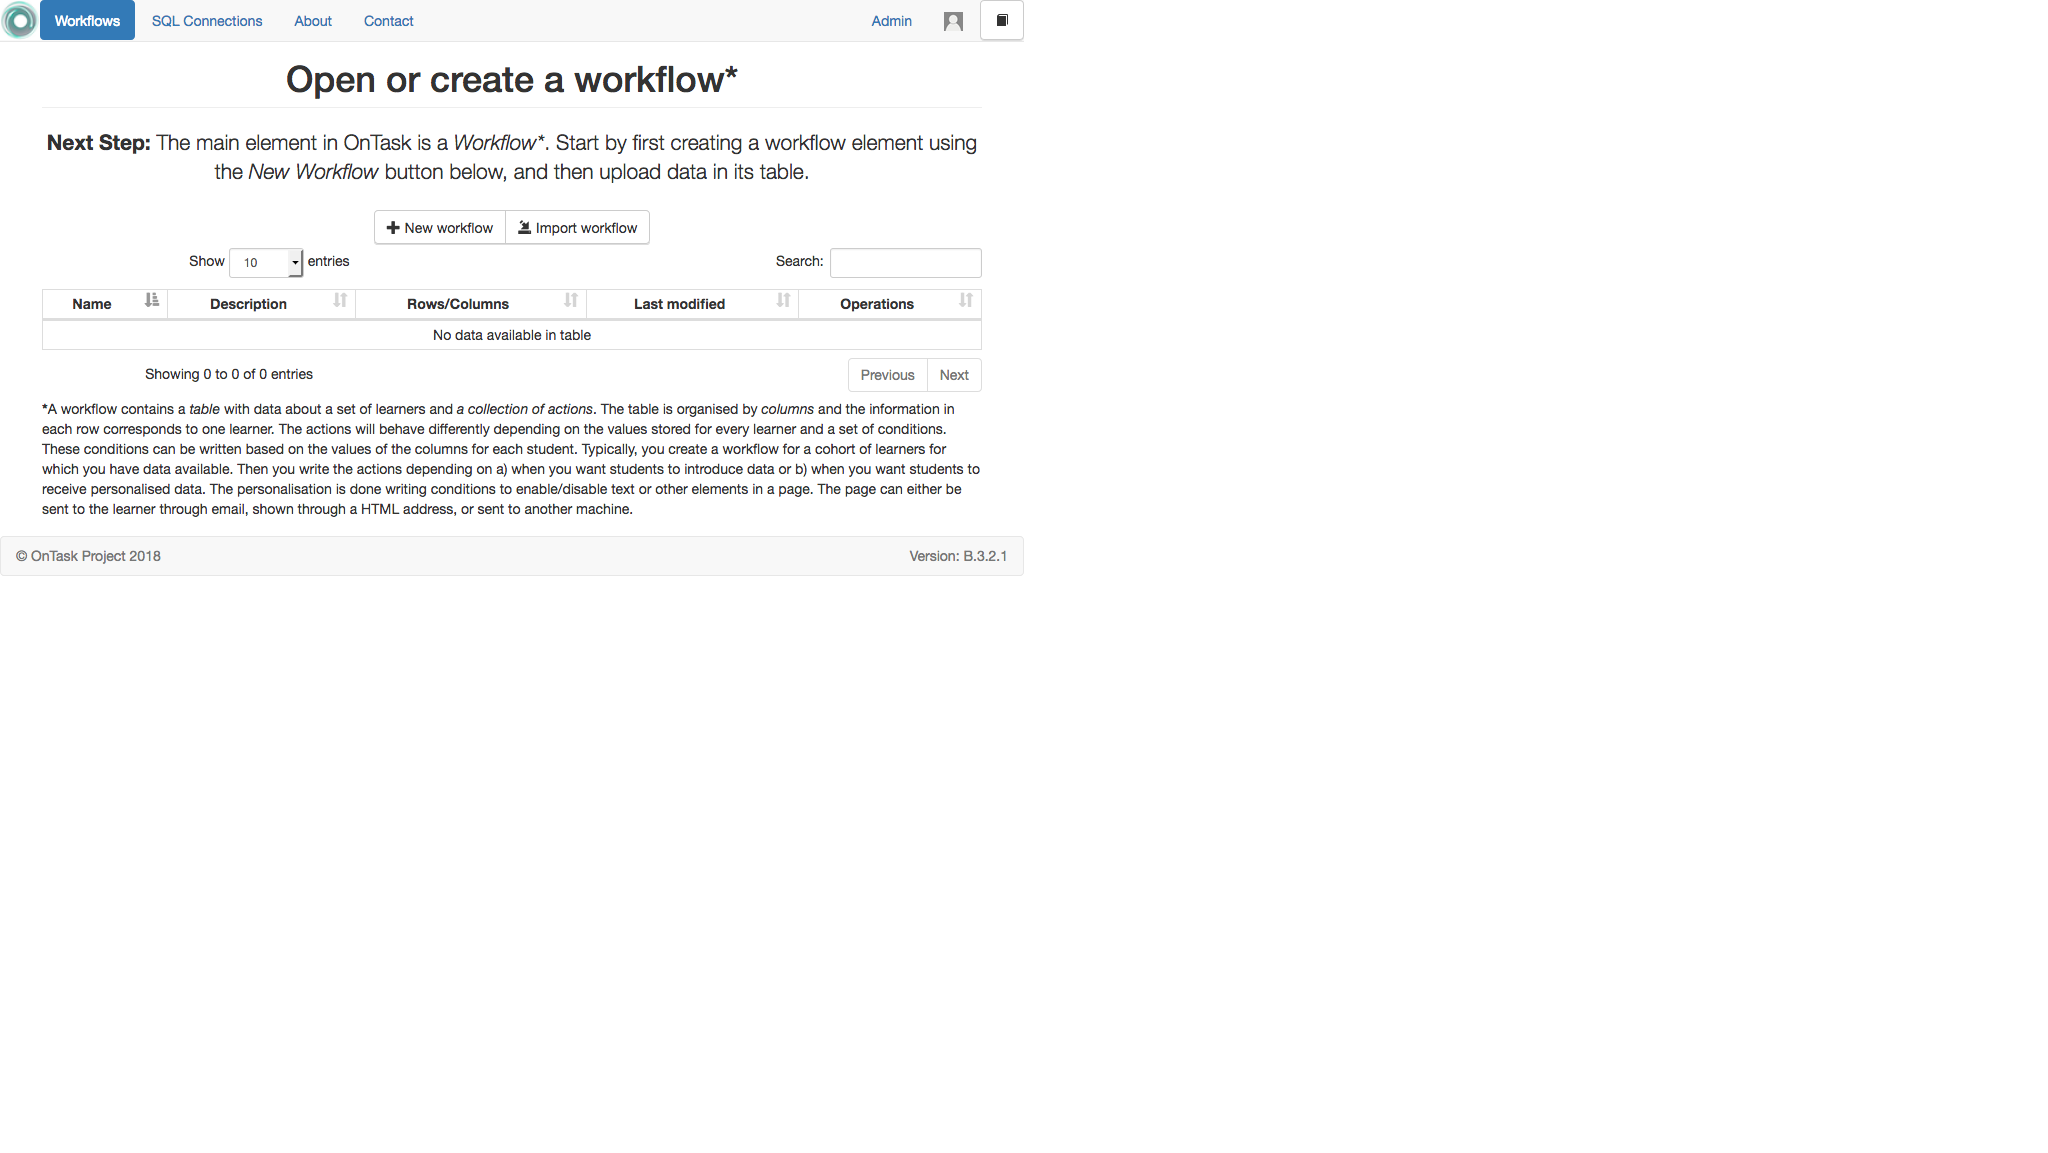 Workflows SQL Connections About Contact Admin
Open or create a workflow*
Next Step: The main element in OnTask is a Workflow*. Start by first creating a workflow element using
the New Workflow button below, and then upload data in its table.
New workflow Import workflow
Show 10 entries Search:
Name Description Rows/Columns Last modified Operations
No data available in table
Showing 0 to 0 of 0 entries Previous Next
*A workflow contains a table with data about a set of learners and a collection of actions. The table is organised by columns and the information in
each row corresponds to one learner. The actions will behave differently depending on the values stored for every learner and a set of conditions.
These conditions can be written based on the values of the columns for each student. Typically, you create a workflow for a cohort of learners for
which you have data available. Then you write the actions depending on a) when you want students to introduce data or b) when you want students to
receive personalised data. The personalisation is done writing conditions to enable/disable text or other elements in a page. The page can either be
sent to the learner through email, shown through a HTML address, or sent to another machine.
© OnTask Project 2018 Version: B.3.2.1